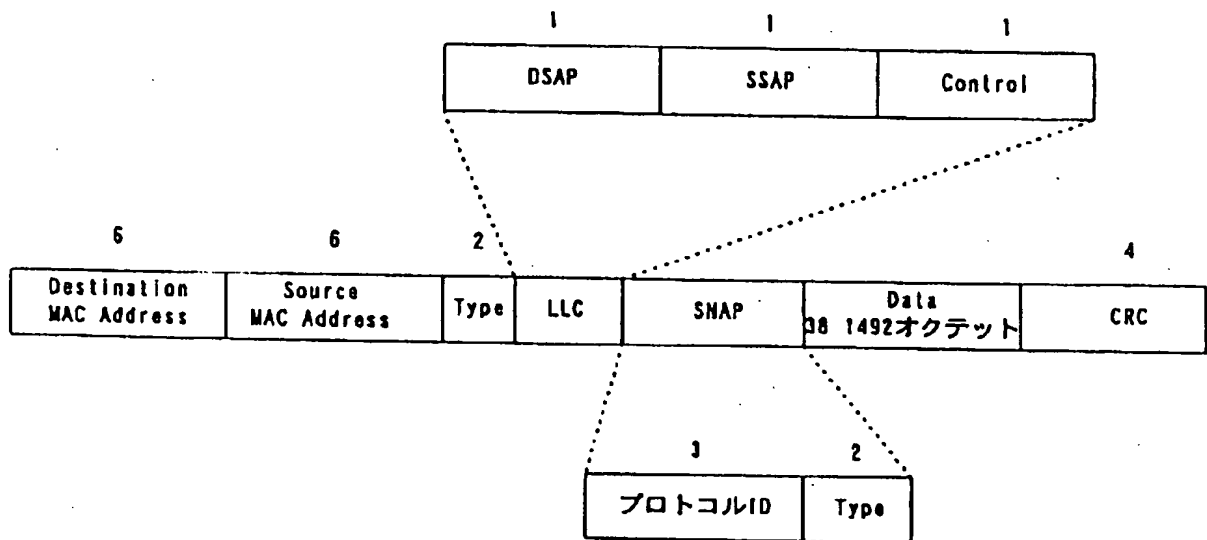 1 1 1
DSAP SSAP Control
6 6 2 4
Destination MAC Address
Source MAC Address
Type
LLC
SNAP
Data 38 1492オクテット
CRC
3 2
プロトコルID Type